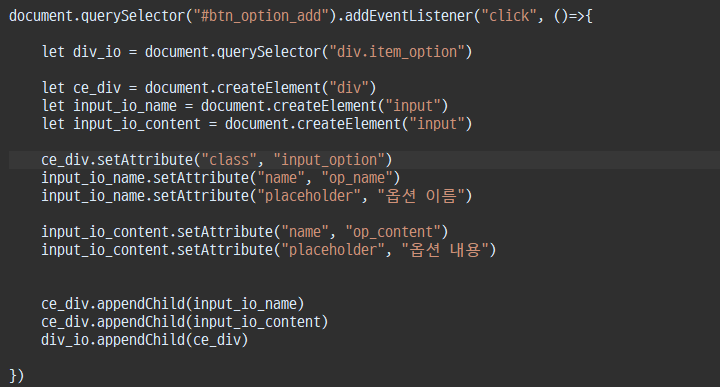 document.querySelector("#btn_option_add").addEventListener("click", ()=>{
let div_io = document.querySelector("div.item_option")
let ce_div = document.createElement("div")
let input_io_name = document.createElement("input")
let input_io_content = document.createElement("input")
ce_div.setAttribute("class", "input_option")
input_io_name.setAttribute("name", "op_name")
input_io_name.setAttribute("placeholder", "옵션 이름")
input_io_content.setAttribute("name", "op_content")
input_io_content.setAttribute("placeholder", "옵션 내용")
ce_div.appendChild(input_io_name)
ce_div.appendChild(input_io_content)
div_io.appendChild(ce_div)
})